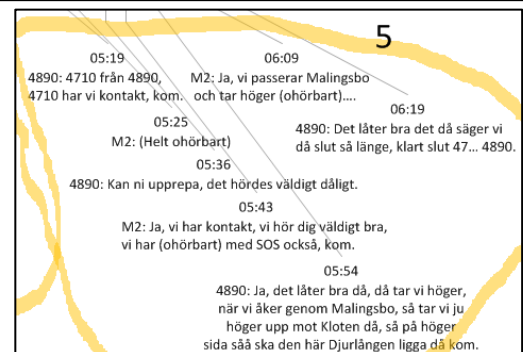 5
05:19
4890: 4710 från 4890,
4710 har vi kontakt, kom.
06:09
M2: Ja, vi passerar Malingsbo
och tar höger (ohörbart)....
06:19
4890: Det låter bra det då säger vi
då slut så länge, klart slut 47... 4890.
05:25
M2: (Helt ohörbart)
05:36
4890: Kan ni upprepa, det hördes väldigt dåligt.
05:43
M2: Ja, vi har kontakt, vi hör dig väldigt bra,
vi har (ohörbart) med SOS också, kom.
05:54
4890: Ja, det låter bra då, då tar vi höger,
när vi åker genom Malingsbo, så tar vi ju
höger upp mot Kloten då, så på höger
sida såå ska den här Djurlången ligga då kom.